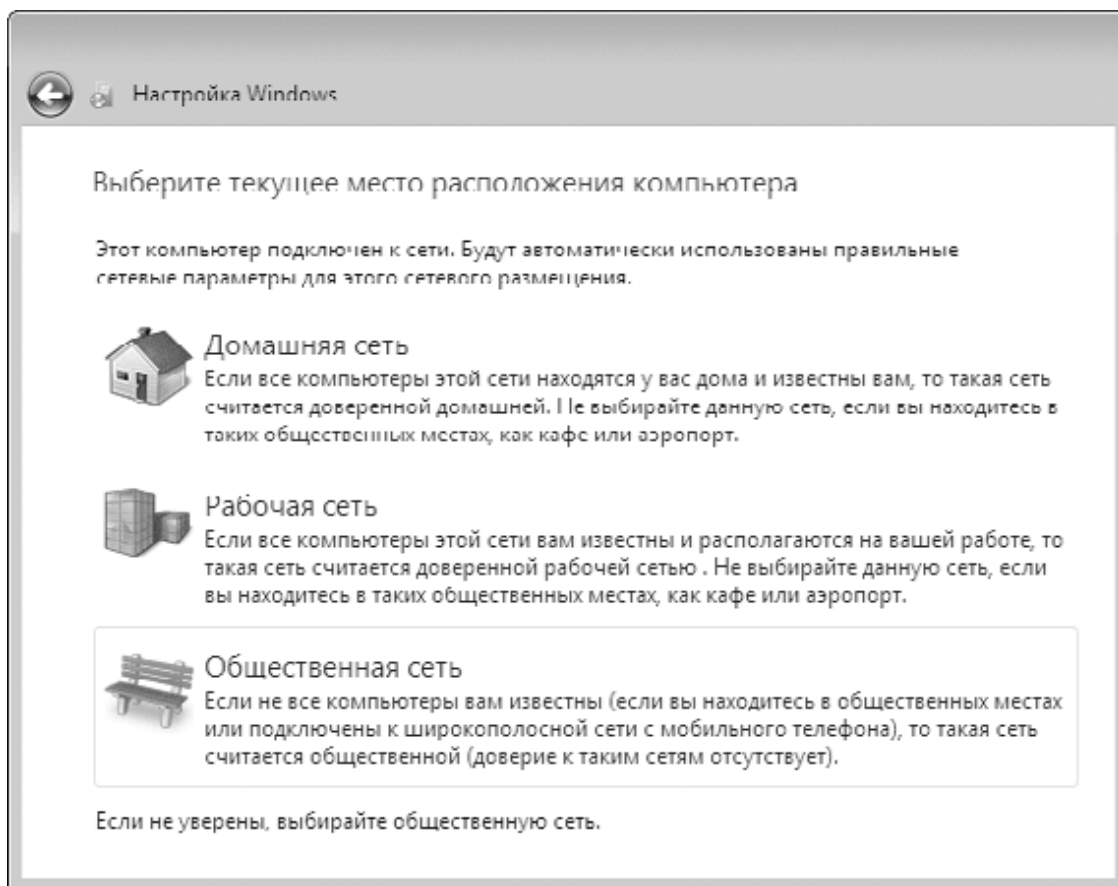 Настройка Windows
Выберите текущее место расположения компьютера
Этот компьютер подключен к сети. Будут автоматически использованы правильные
сетевые параметры для этого сетевого размещения.
Домашняя сеть
Если все компьютеры этой сети находятся у вас дома и известны вам, то такая сеть
считается доверенной домашней. Не выбирайте данную сеть, если вы находитесь в
таких общественных местах, как кафе или аэропорт.
Рабочая сеть
Если все компьютеры этой сети вам известны и располагаются на вашей работе, то
такая сеть считается доверенной рабочей сетью . Не выбирайте данную сеть, если
вы находитесь в таких общественных местах, как кафе или аэропорт.
Общественная сеть
Если не все компьютеры вам известны (если вы находитесь в общественных местах
или подключены к широкополосной сети с мобильного телефона), то такая сеть
считается общественной (доверие к таким сетям отсутствует).
Если не уверены, выбирайте общественную сеть.